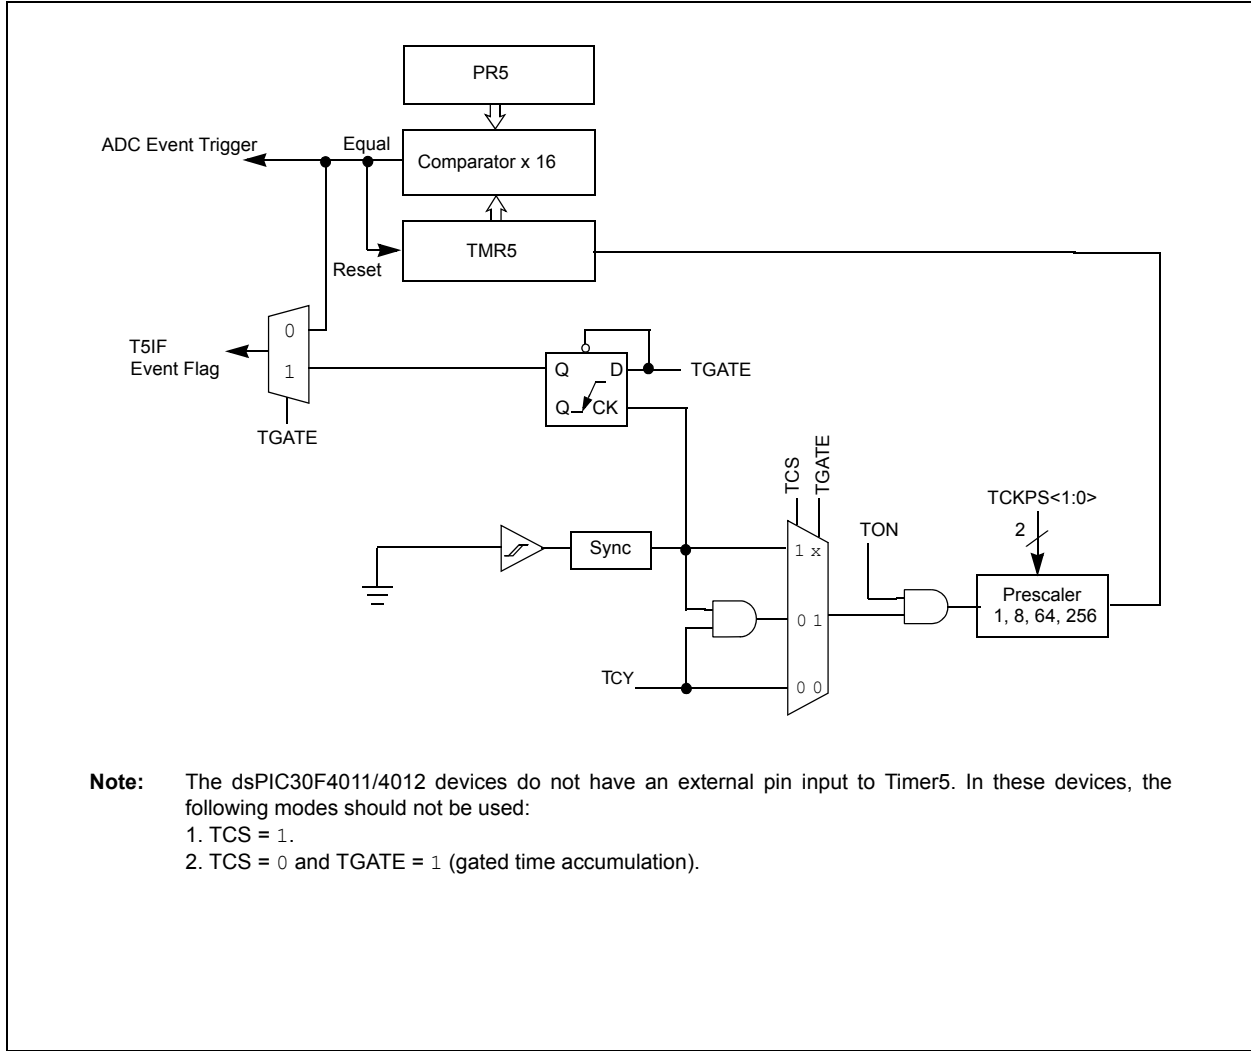 PR5
ADC Event Trigger
Equal
Comparator x 16
TMR5
Reset
0
T5IF
Event Flag
1
TGATE
Q D
Q CK
TGATE
TCS
TGATE
TCKPS<1:0>
2
TON
Sync
1 x
Prescaler
1, 8, 64, 256
0 1
TCY
0 0
Note: The dsPIC30F4011/4012 devices do not have an external pin input to Timer5. In these devices, the
following modes should not be used:
1. TCS = 1.
2. TCS = 0 and TGATE = 1 (gated time accumulation).